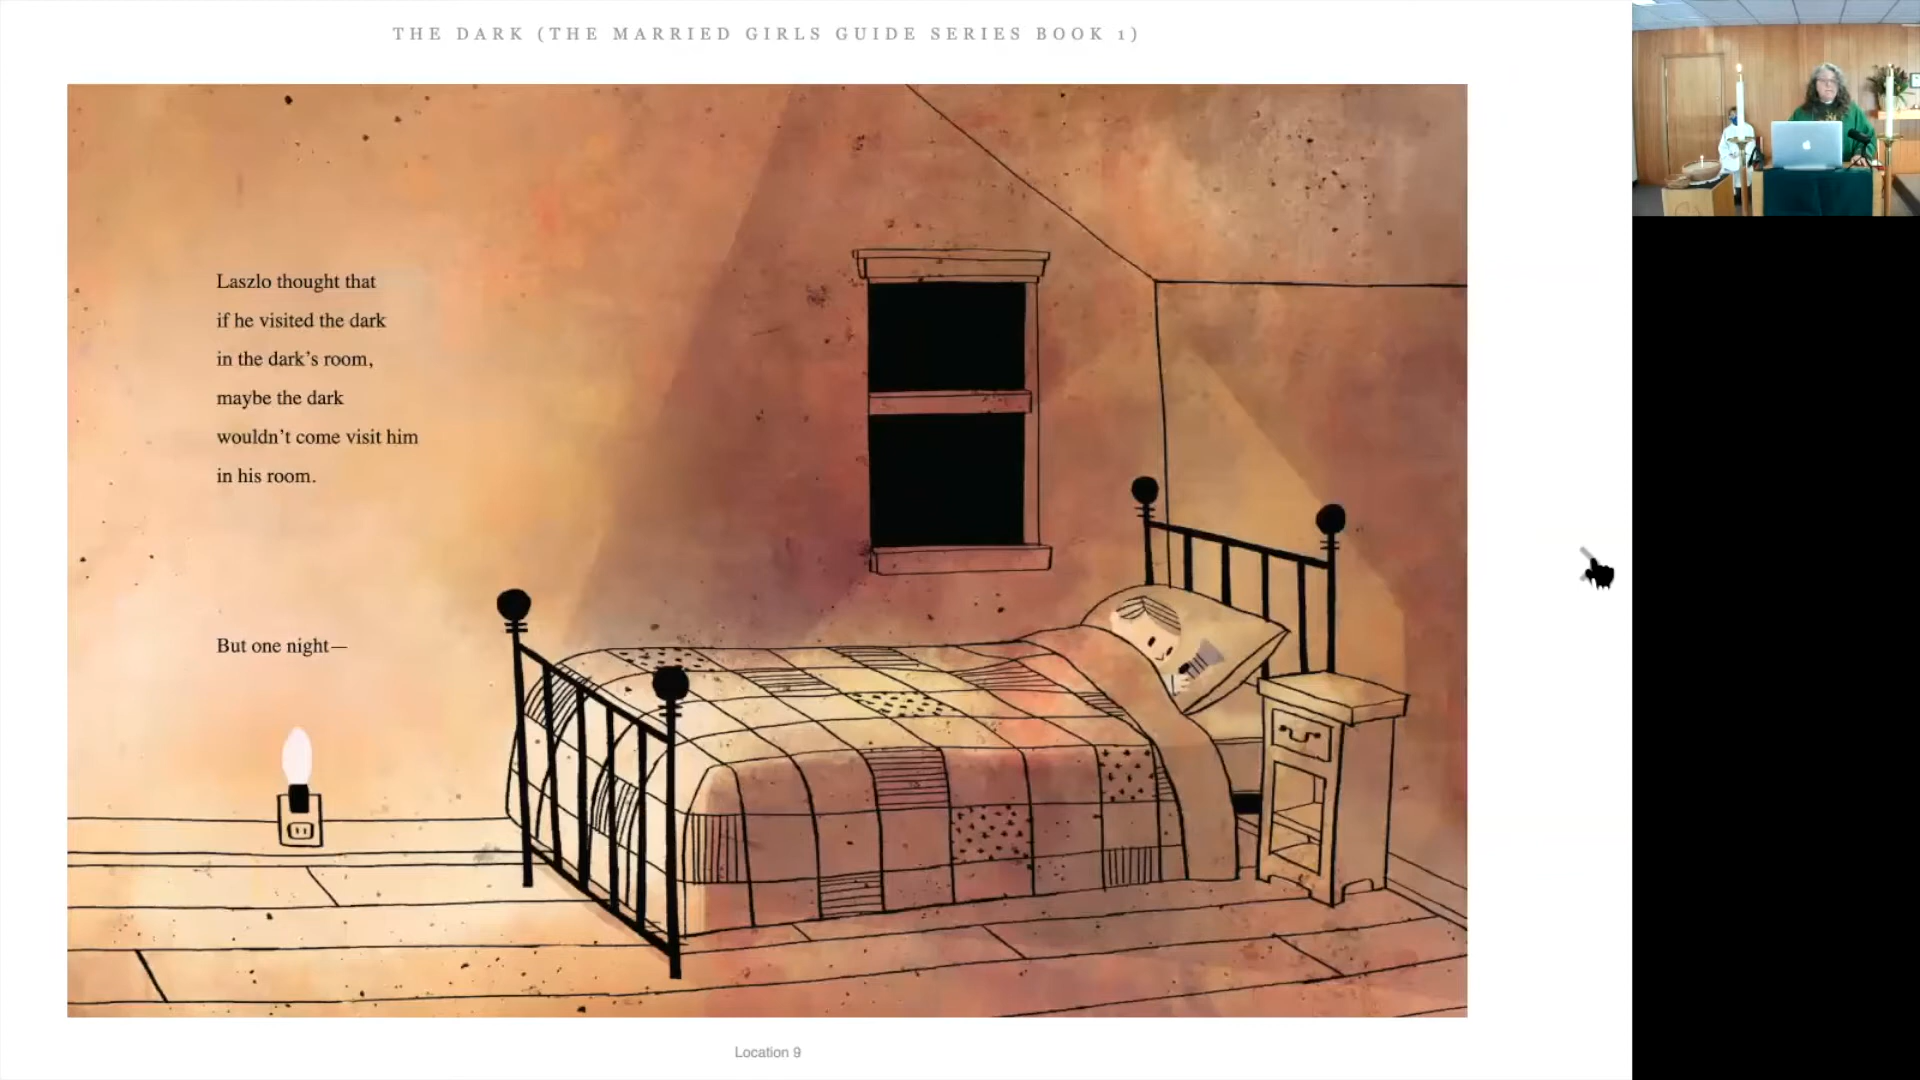 THE DARK (THE MARRIED GIRLS GUIDE SERIES BOOK 1)
Laszlo thought that
if he visited the dark
in the dark’s room,
maybe the dark
wouldn’t come visit him
in his room.
But one night—
Location 9